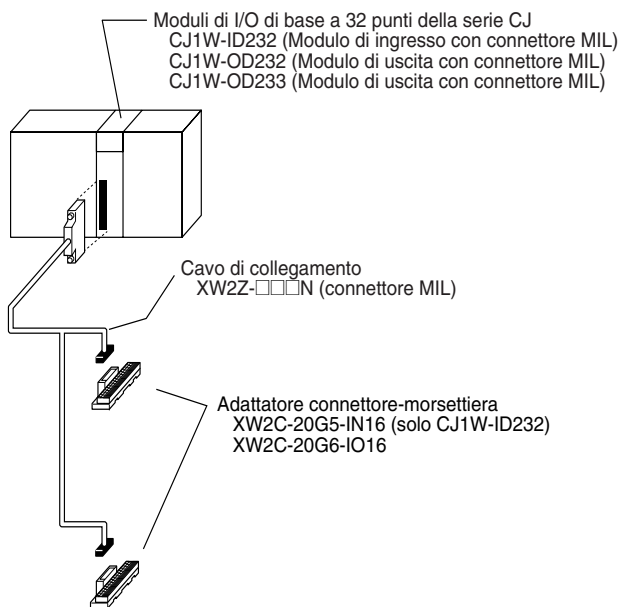 Moduli di I/O di base a 32 punti della serie CJ
CJ1W-ID232 (Modulo di ingresso con connettore MIL)
CJ1W-OD232 (Modulo di uscita con connettore MIL)
CJ1W-OD233 (Modulo di uscita con connettore MIL)
Cavo di collegamento
XW2Z-□□□N (connettore MIL)
Adattatore connettore-morsettiera
XW2C-20G5-IN16 (solo CJ1W-ID232)
XW2C-20G6-IO16